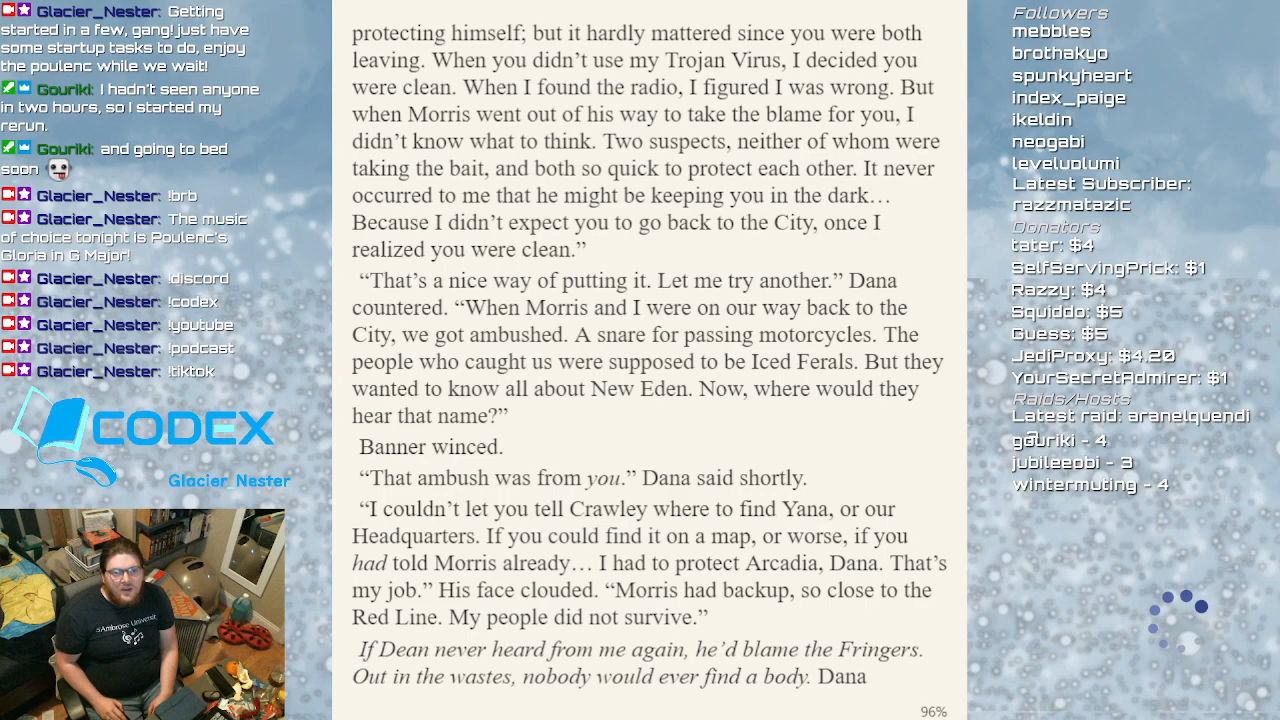 Glacier_Nester: Getting
started in a few, gang! just have
some startup tasks to do, enjoy
the poulenc while we wait!
Gouriki: I hadn't seen anyone
in two hours, so I started my
rerun.
Gouriki: and going to bed
soon
Glacier_Nester: !brb
Glacier_Nester: The music
of choice tonight is Poulenc's
Gloria in G Major!
Glacier_Nester: !discord
Glacier_Nester: !codex
Glacier_Nester: !youtube
Glacier_Nester: !podcast
Glacier_Nester: !tiktok
CODEX
Glacier_Nester
St. Ambrose University
protecting himself; but it hardly mattered since you were both
leaving. When you didn’t use my Trojan Virus, I decided you
were clean. When I found the radio, I figured I was wrong. But
when Morris went out of his way to take the blame for you, I
didn’t know what to think. Two suspects, neither of whom were
taking the bait, and both so quick to protect each other. It never
occurred to me that he might be keeping you in the dark…
Because I didn’t expect you to go back to the City, once I
realized you were clean.”
“That’s a nice way of putting it. Let me try another.” Dana
countered. “When Morris and I were on our way back to the
City, we got ambushed. A snare for passing motorcycles. The
people who caught us were supposed to be Iced Ferals. But they
wanted to know all about New Eden. Now, where would they
hear that name?”
Banner winced.
“That ambush was from you.” Dana said shortly.
“I couldn’t let you tell Crawley where to find Yana, or our
Headquarters. If you could find it on a map, or worse, if you
had told Morris already… I had to protect Arcadia, Dana. That’s
my job.” His face clouded. “Morris had backup, so close to the
Red Line. My people did not survive.”
If Dean never heard from me again, he’d blame the Fringers.
Out in the wastes, nobody would ever find a body. Dana
96%
Followers
mebbles
brothakyo
spunkyheart
index_paige
ikeldin
neogabi
leveluolumi
Latest Subscriber:
razzmatazic
Donators
tater: $4
SelfServingPrick: $1
Razzy: $4
Squiddo: $5
Guess: $5
JediProxy: $4.20
YourSecretAdmirer: $1
Raids/Hosts
Latest raid: aranelquendi
gouriki - 4
jubileepbi - 3
wintermuting - 4